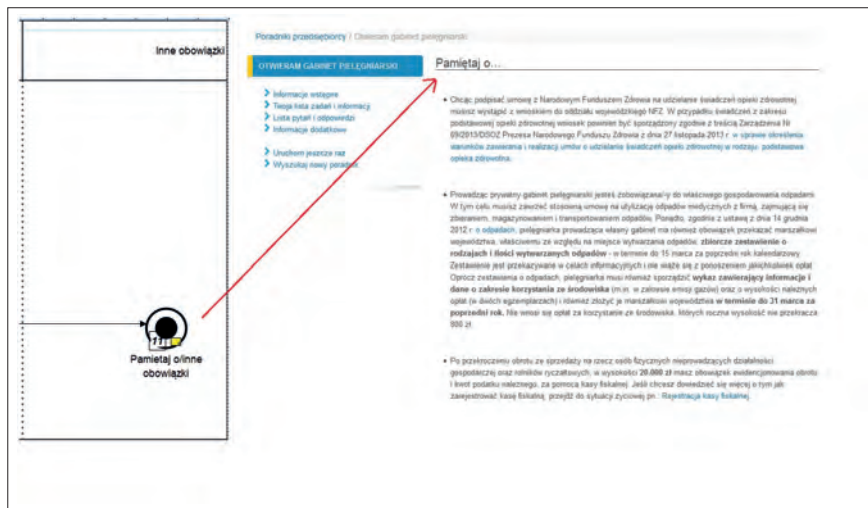 Inne obowiązki
Pamietaj o/inne
obowiązki
Poradniki przedsiębiorcy / Otwieram gabinet pielęgniarski
OTWIERAM GABINET PIELĘGNIARSKI
Informacje wstępne
Twoja lista zadań i informacji
Lista pytań i odpowiedzi
Informacje dodatkowe
Uruchom jeszcze raz
Wyszukaj nowy poradnik
Pamiętaj o...
• Chcąc podpisać umowę z Narodowym Funduszem Zdrowia na udzielanie świadczeń opieki zdrowotnej
musisz wystąpić z wnioskiem do oddziału wojewódzkiego NFZ. W przypadku świadczeń z zakresu
podstawowej opieki zdrowotnej wniosek powinien być sporządzony zgodnie z treścią Zarządzenia Nr
69/2013/DSOZ Prezesa Narodowego Funduszu Zdrowia z dnia 27 listopada 2013 r. w sprawie określenia
warunków zawierania i realizacji umów o udzielanie świadczeń opieki zdrowotnej w rodzaju: podstawowa
opieka zdrowotna.
• Prowadząc prywatny gabinet pielęgniarski jesteś zobowiązana/-y do właściwego gospodarowania odpadami.
W tym celu musisz zawrzeć stosowną umowę na utylizację odpadów medycznych z firmą, zajmującą się
zbieraniem, magazynowaniem i transportowaniem odpadów. Ponadto, zgodnie z ustawą z dnia 14 grudnia
2012 r. o odpadach, pielęgniarka prowadząca własny gabinet ma również obowiązek przekazać marszałkowi
województwa, właściwemu ze względu na miejsce wytwarzania odpadów, zbiorcze zestawienie o
rodzajach i ilości wytwarzanych odpadów - w terminie do 15 marca za poprzedni rok kalendarzowy.
Zestawienie jest przekazywane w celach informacyjnych i nie wiąże się z ponoszeniem jakichkolwiek opłat.
Oprócz zestawienia o odpadach, pielęgniarka musi również sporządzić wykaz zawierający informacje i
dane o zakresie korzystania ze środowiska (m.in. w zakresie emisji gazów) oraz o wysokości należnych
opłat (w dwóch egzemplarzach) i również złożyć je marszałkowi województwa w terminie do 31 marca za
poprzedni rok. Nie wnosi się opłat za korzystanie ze środowiska, których roczna wysokość nie przekracza
800 zł.
• Po przekroczeniu obrotu ze sprzedaży na rzecz osób fizycznych nieprowadzących działalności
gospodarczej oraz rolników ryczałtowych, w wysokości 20.000 zł masz obowiązek ewidencjonowania obrotu
i kwot podatku należnego, za pomocą kasy fiskalnej. Jeśli chcesz dowiedzieć się więcej o tym jak
zarejestrować kasę fiskalną, przejdź do sytuacji życiowej pn.: Rejestracja kasy fiskalnej.